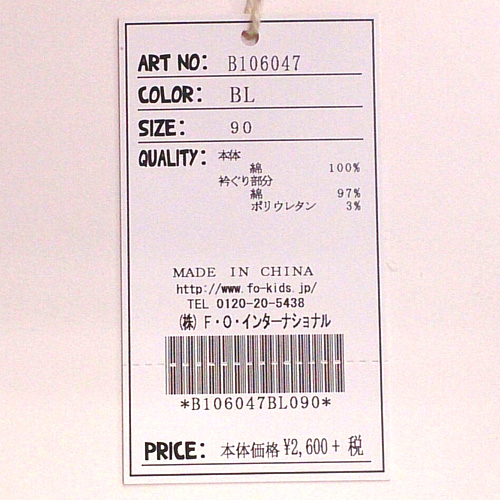 ART NO: B106047
COLOR: BL
SIZE: 90
QUALITY: 本体
綿 100%
衿ぐり部分
綿 97%
ポリウレタン 3%
MADE IN CHINA
http://www.fo-kids.jp/
TEL 0120-20-5438
(株) F・O・インターナショナル
*B106047BL090*
PRICE: 本体価格 ¥2,600 + 税